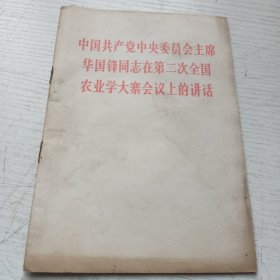 中国共产党中央委员会主席
华国锋同志在第二次全国
农业学大寨会议上的讲话